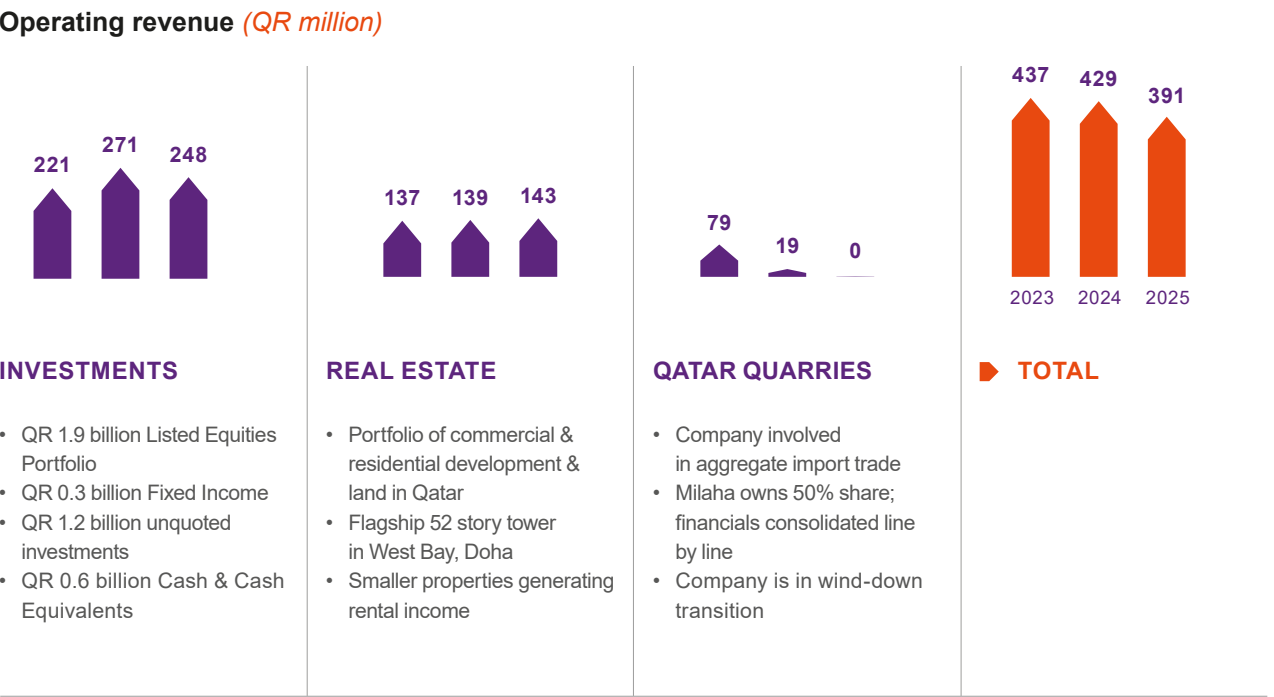 Operating revenue (QR million)
221
271
248
INVESTMENTS
• QR 1.9 billion Listed Equities
Portfolio
• QR 0.3 billion Fixed Income
• QR 1.2 billion unquoted
investments
• QR 0.6 billion Cash & Cash
Equivalents
137
139
143
REAL ESTATE
• Portfolio of commercial &
residential development &
land in Qatar
• Flagship 52 story tower
in West Bay, Doha
• Smaller properties generating
rental income
79
19
0
QATAR QUARRIES
• Company involved
in aggregate import trade
• Milaha owns 50% share;
financials consolidated line
by line
• Company is in wind-down
transition
437
429
391
2023 2024 2025
TOTAL